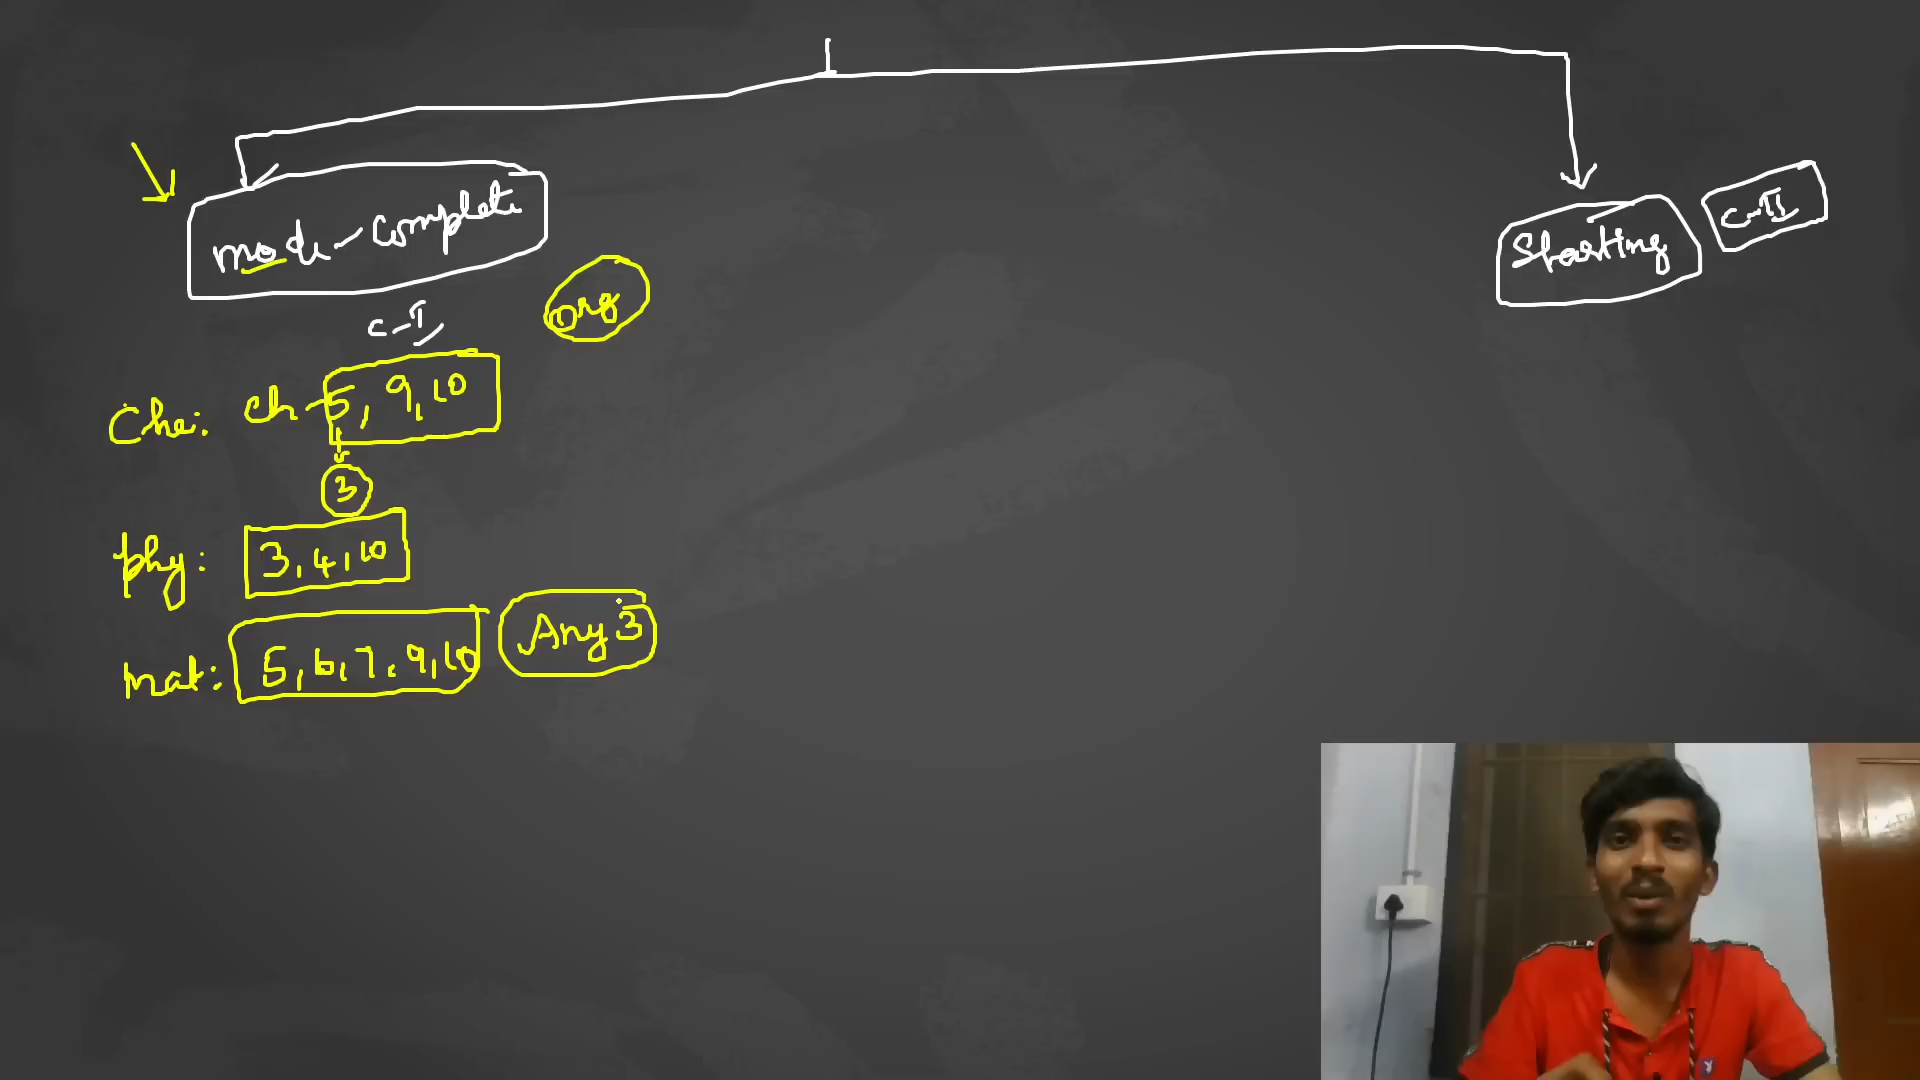 mode-complete
C-II
Starting
C-I
org
Che: ch-5, 9, 10
3
Phy: 3, 4, 10
mat: 5, 6, 7, 9, 10
Any 3